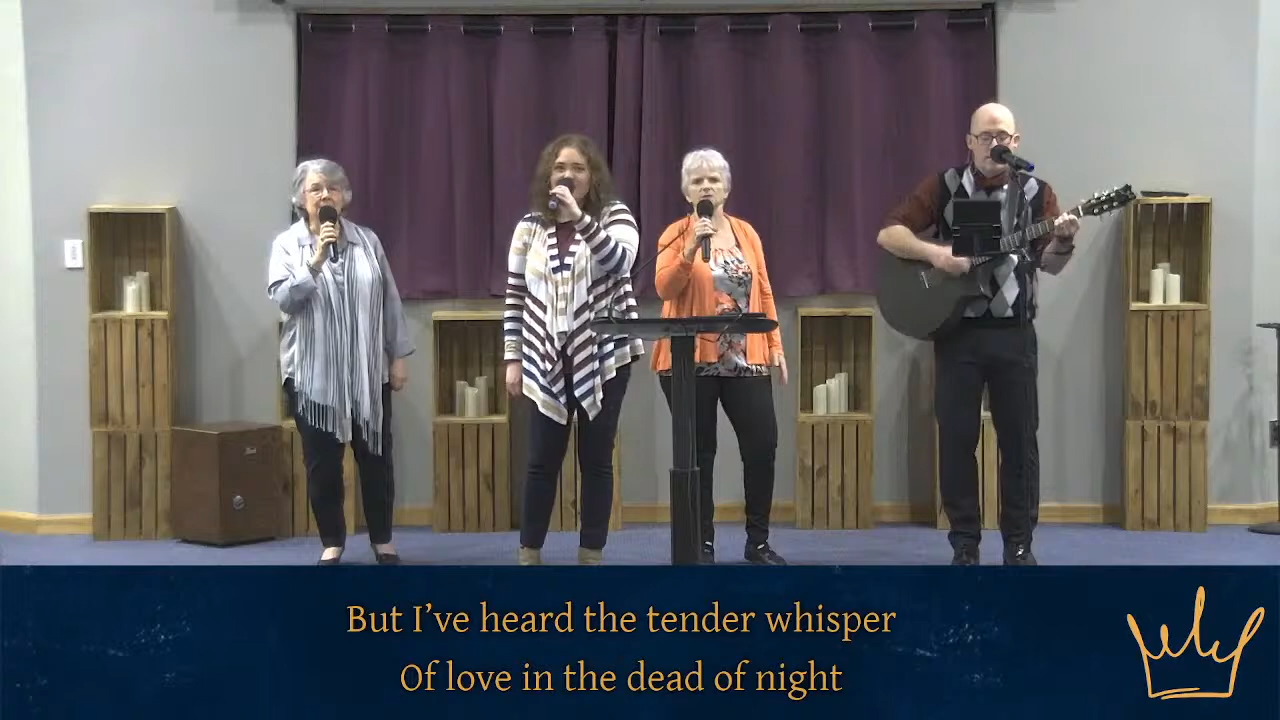 But I’ve heard the tender whisper
Of love in the dead of night